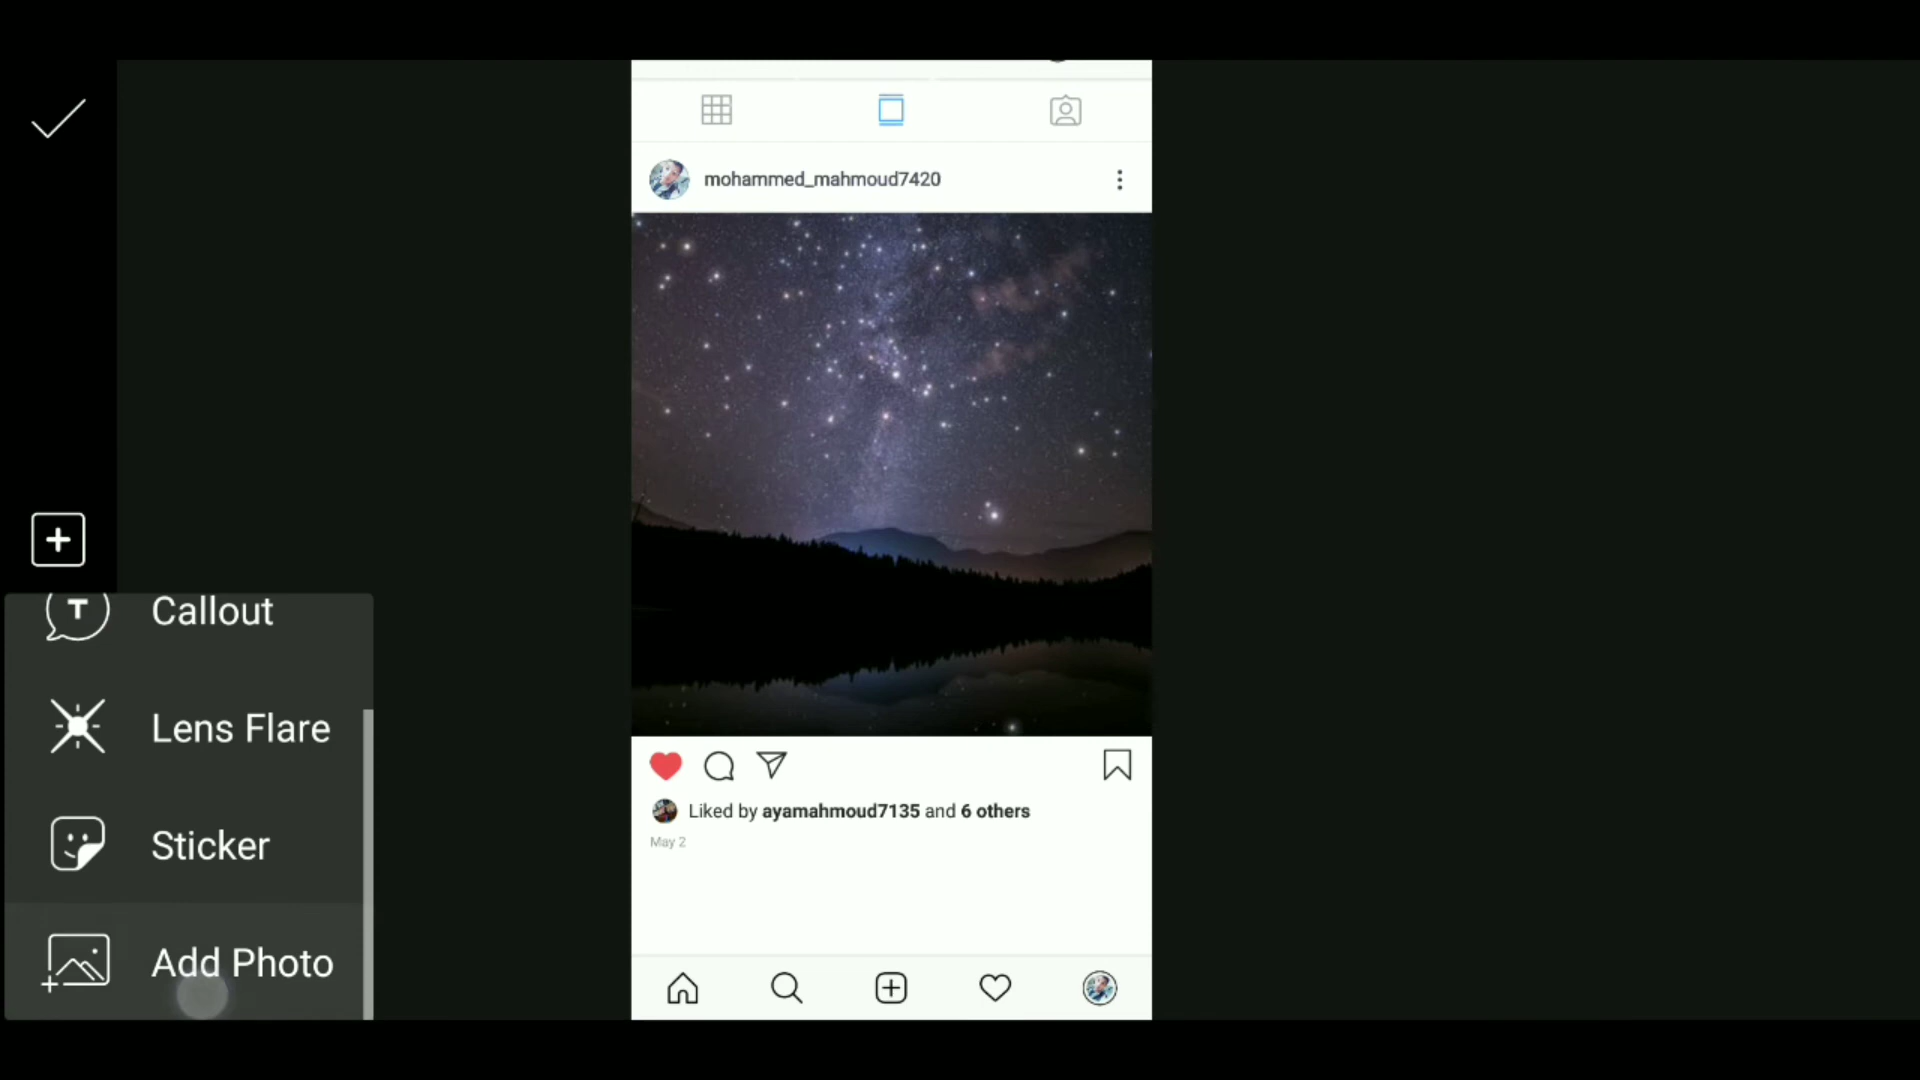 mohammed_mahmoud7420
Callout
Lens Flare
Sticker
Add Photo
Liked by ayamahmoud7135 and 6 others
May 2